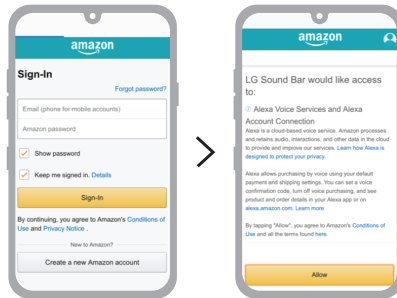 amazon
Sign-In
Forgot password?
Email (phone for mobile accounts)
Amazon password
Show password
Keep me signed in. Details
Sign-In
By continuing, you agree to Amazon's Conditions of
Use and Privacy Notice .
New to Amazon?
Create a new Amazon account
amazon
LG Sound Bar would like access
to:
Alexa Voice Services and Alexa
Account Connection
Alexa is a cloud-based voice service. Amazon processes
and retains audio, interactions, and other data in the cloud
to provide and improve our services. Learn how Alexa is
designed to protect your privacy.
Alexa allows purchasing by voice using your default
payment and shipping settings. You can set a voice
confirmation code, turn off voice purchasing, and see
product and order details in your Alexa app or on
alexa.amazon.com. Learn more
By tapping "Allow", you agree to Amazon's Conditions of
Use and all the terms found here.
Allow